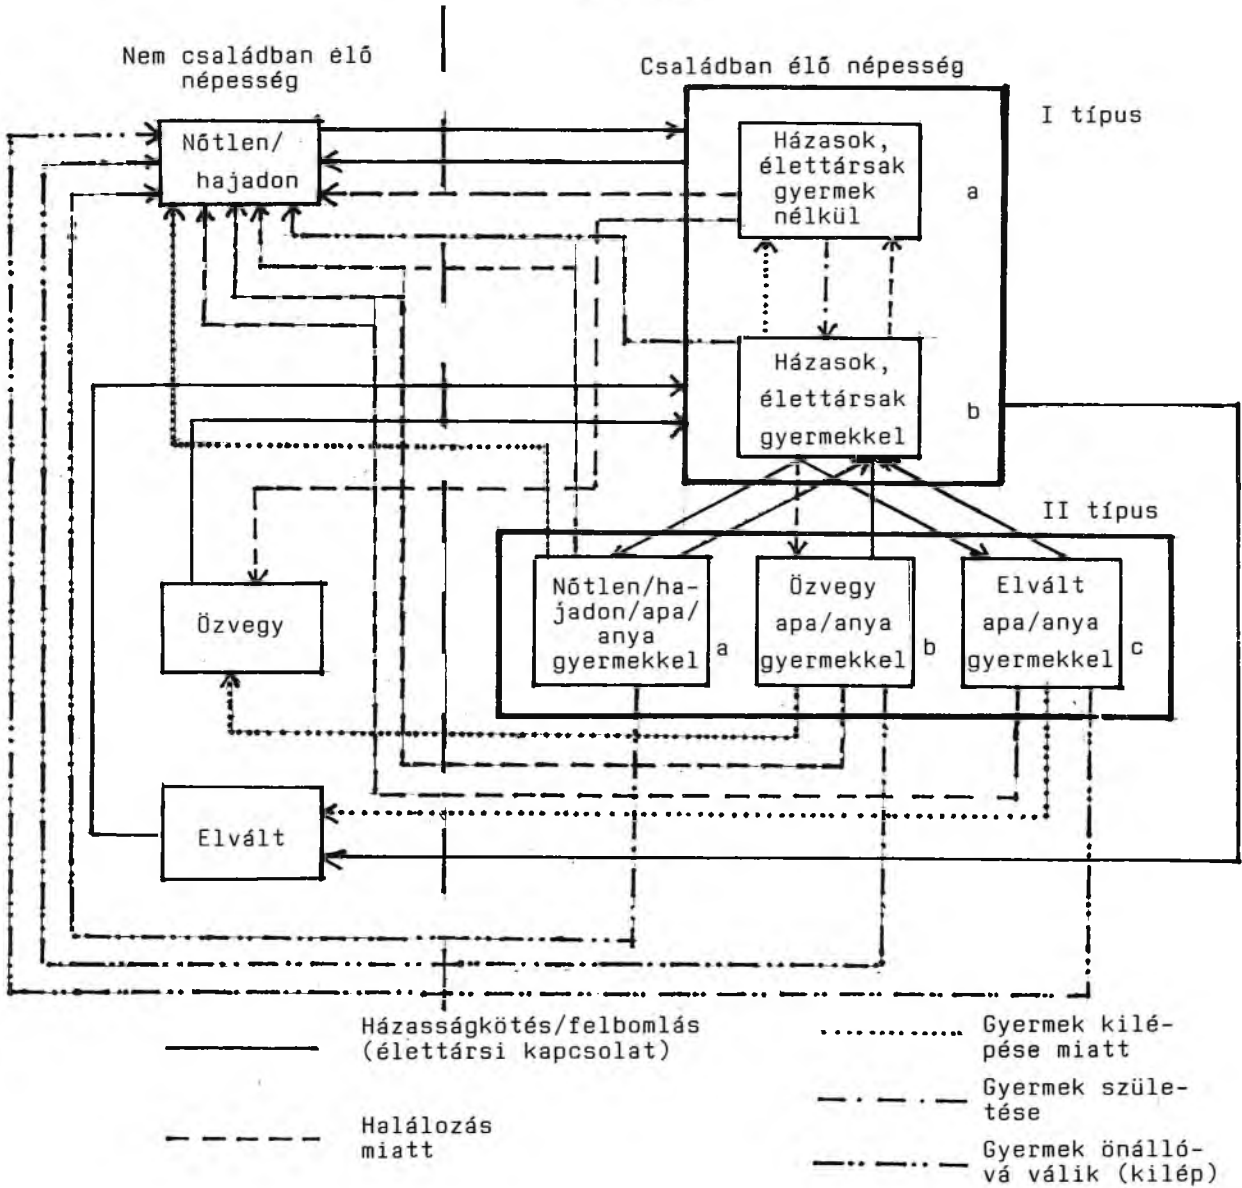 Nem családban élő
népesség
Családban élő népesség
I típus
Nőtlen/
hajadon
Házasok,
élettársak
gyermek
nélkül
a
Házasok,
élettársak
gyermekkel
b
II típus
Özvegy
Nőtlen/ha-
jadon/apa/
anya
gyermekkel
a
Özvegy
apa/anya
gyermekkel
b
Elvált
apa/anya
gyermekkel
c
Elvált
Házasságkötés/felbomlás
(élettársi kapcsolat)
Halálozás
miatt
Gyermek kilé-
pése miatt
Gyermek szüle-
tése
Gyermek önálló-
vá válik (kilép)